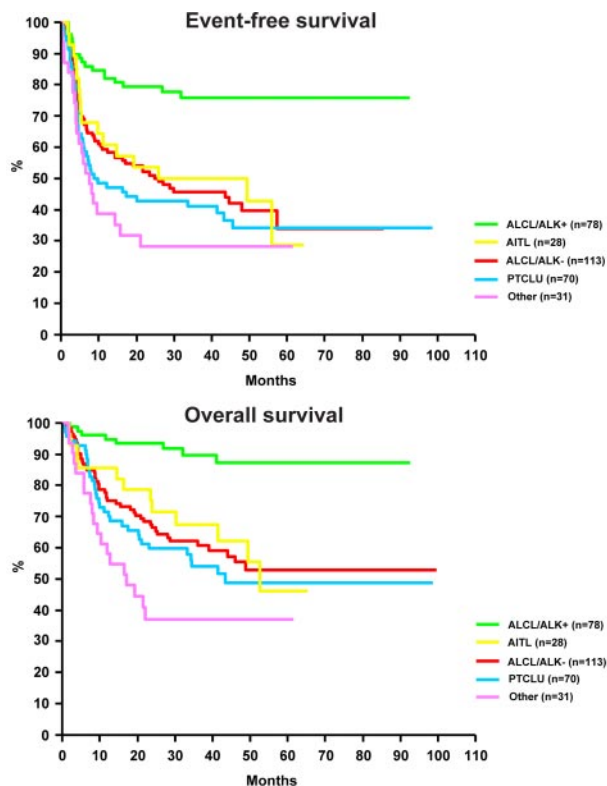 Event-free survival
100
90
80
70
60
50
40
30
20
10
0
%
0 10 20 30 40 50 60 70 80 90 100 110
Months
ALCL/ALK+ (n=78)
AITL (n=28)
ALCL/ALK- (n=113)
PTCLU (n=70)
Other (n=31)
Overall survival
100
90
80
70
60
50
40
30
20
10
0
%
0 10 20 30 40 50 60 70 80 90 100 110
Months
ALCL/ALK+ (n=78)
AITL (n=28)
ALCL/ALK- (n=113)
PTCLU (n=70)
Other (n=31)